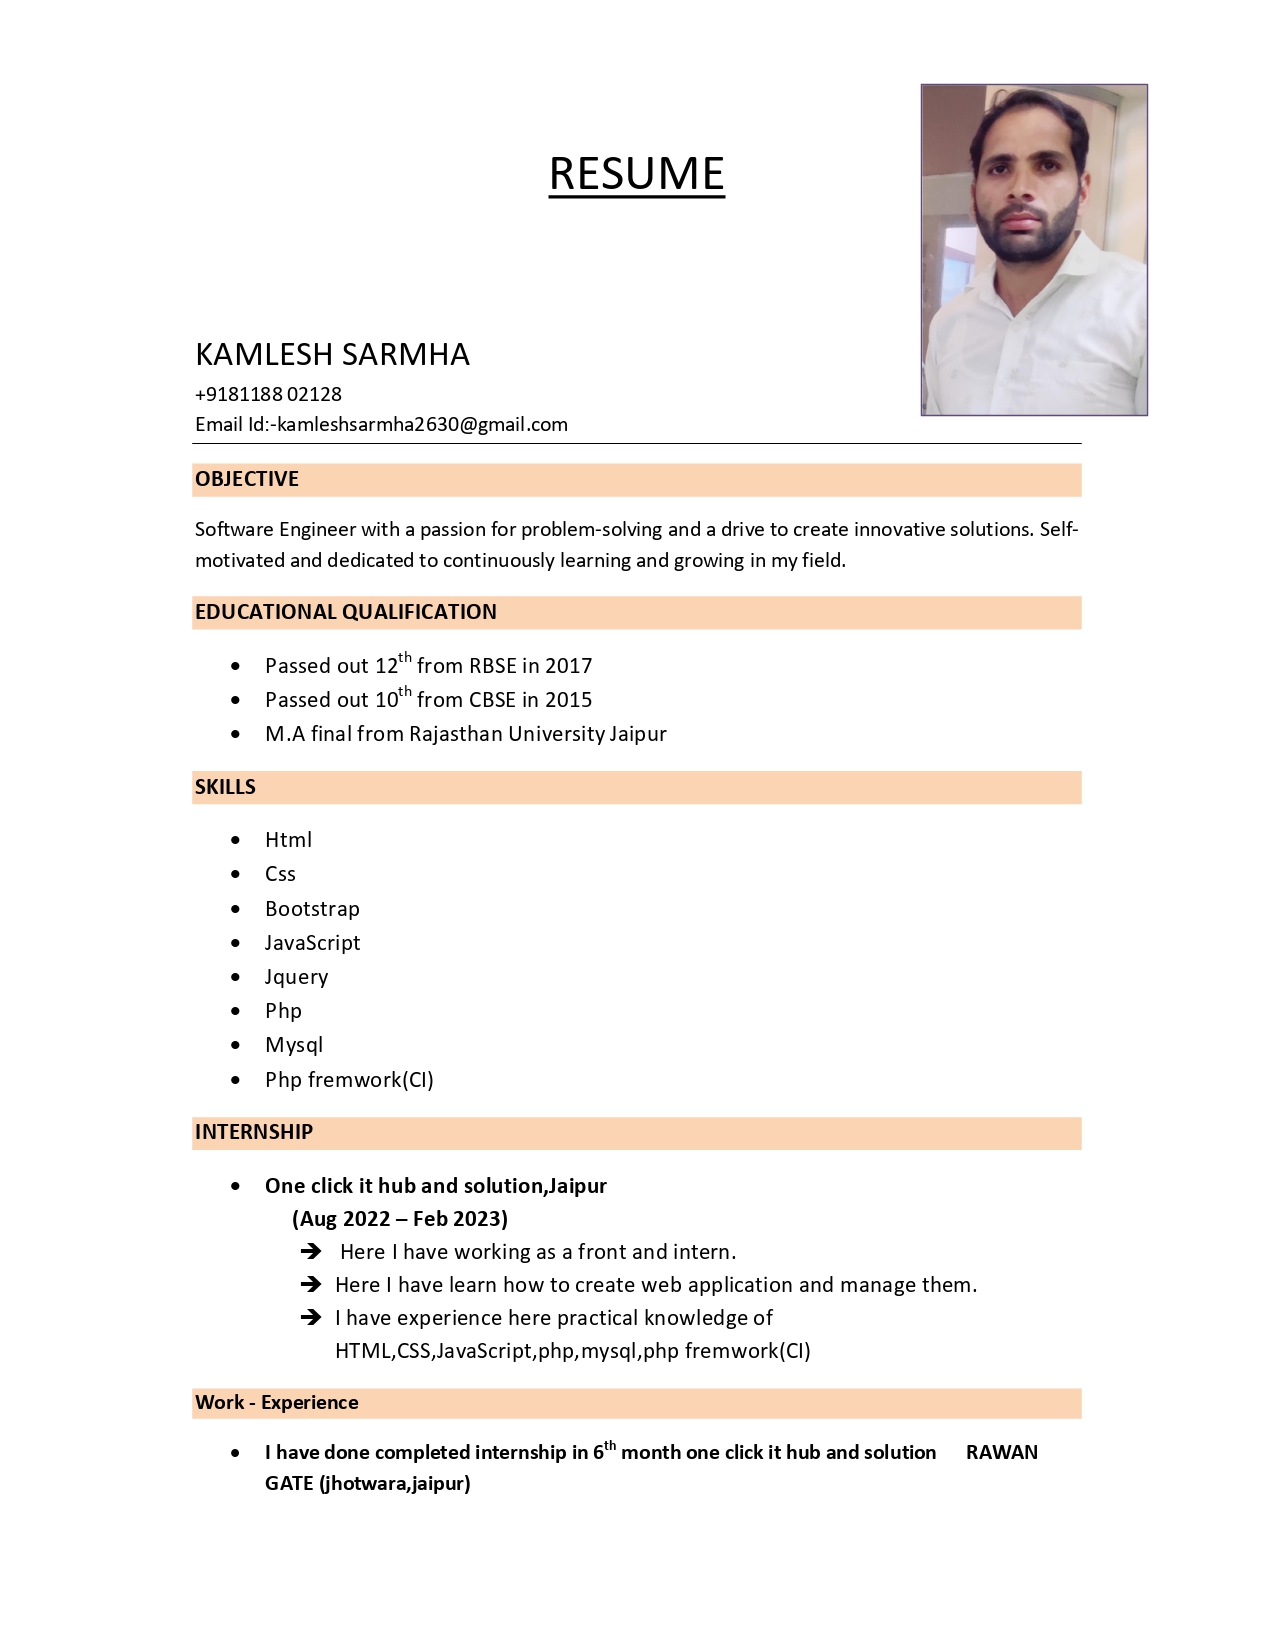 RESUME
KAMLESH SARMHA
+9181188 02128
Email Id:-kamleshsarmha2630@gmail.com
OBJECTIVE
Software Engineer with a passion for problem-solving and a drive to create innovative solutions. Self-
motivated and dedicated to continuously learning and growing in my field.
EDUCATIONAL QUALIFICATION
• Passed out 12th from RBSE in 2017
• Passed out 10th from CBSE in 2015
• M.A final from Rajasthan University Jaipur
SKILLS
• Html
• Css
• Bootstrap
• JavaScript
• Jquery
• Php
• Mysql
• Php fremwork(CI)
INTERNSHIP
• One click it hub and solution,Jaipur
(Aug 2022 – Feb 2023)
➔ Here I have working as a front and intern.
➔ Here I have learn how to create web application and manage them.
➔ I have experience here practical knowledge of
HTML,CSS,JavaScript,php,mysql,php fremwork(CI)
Work - Experience
• I have done completed internship in 6th month one click it hub and solution RAWAN
GATE (jhotwara,jaipur)